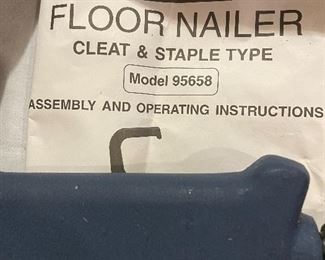 FLOOR NAILER
CLEAT & STAPLE TYPE
Model 95658
ASSEMBLY AND OPERATING INSTRUCTIONS